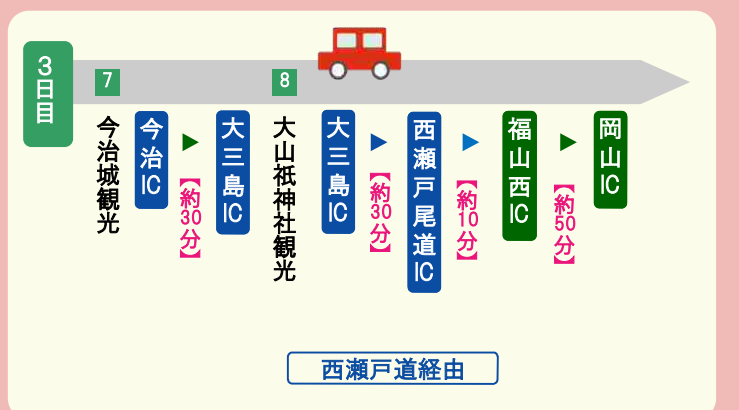 3日目
7
今治城観光
今治IC
▶
【約30分】
大三島IC
8
大山祇神社観光
大三島IC
▶
【約30分】
西瀬戸尾道IC
▶
【約10分】
福山西IC
▶
【約50分】
岡山IC
西瀬戸道経由